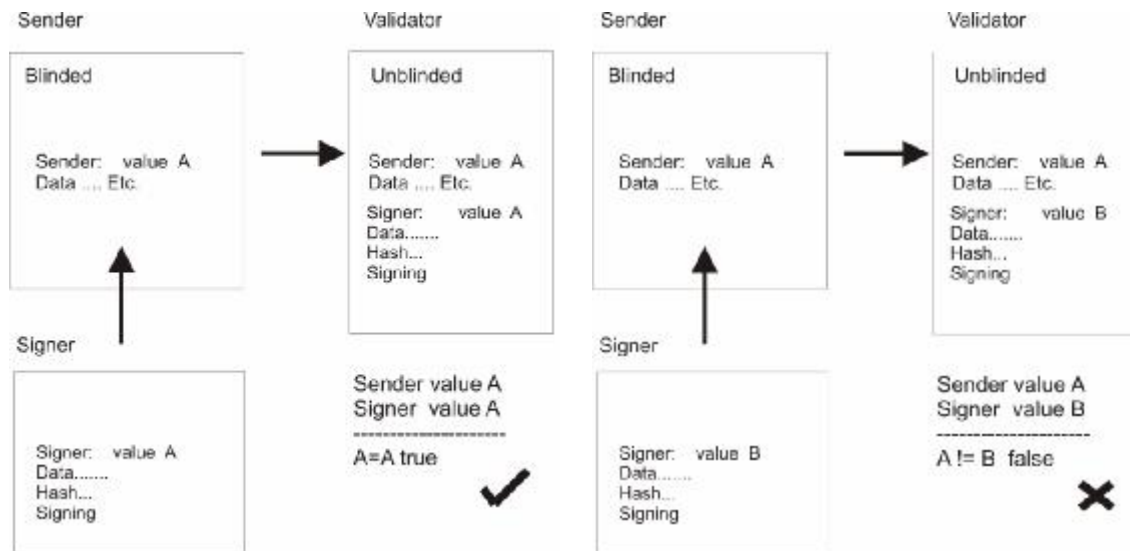 Sender
Validator
Blinded
Sender: value A
Data .... Etc.
Unblinded
Sender: value A
Data .... Etc.
Signer: value A
Data.......
Hash...
Signing
Signer
Signer: value A
Data.......
Hash...
Signing
Sender value A
Signer value A
---------------------
A=A true
Sender
Validator
Blinded
Sender: value A
Data .... Etc.
Unblinded
Sender: value A
Data .... Etc.
Signer: value B
Data.......
Hash...
Signing
Signer
Signer: value B
Data.......
Hash...
Signing
Sender value A
Signer value B
---------------------
A != B false